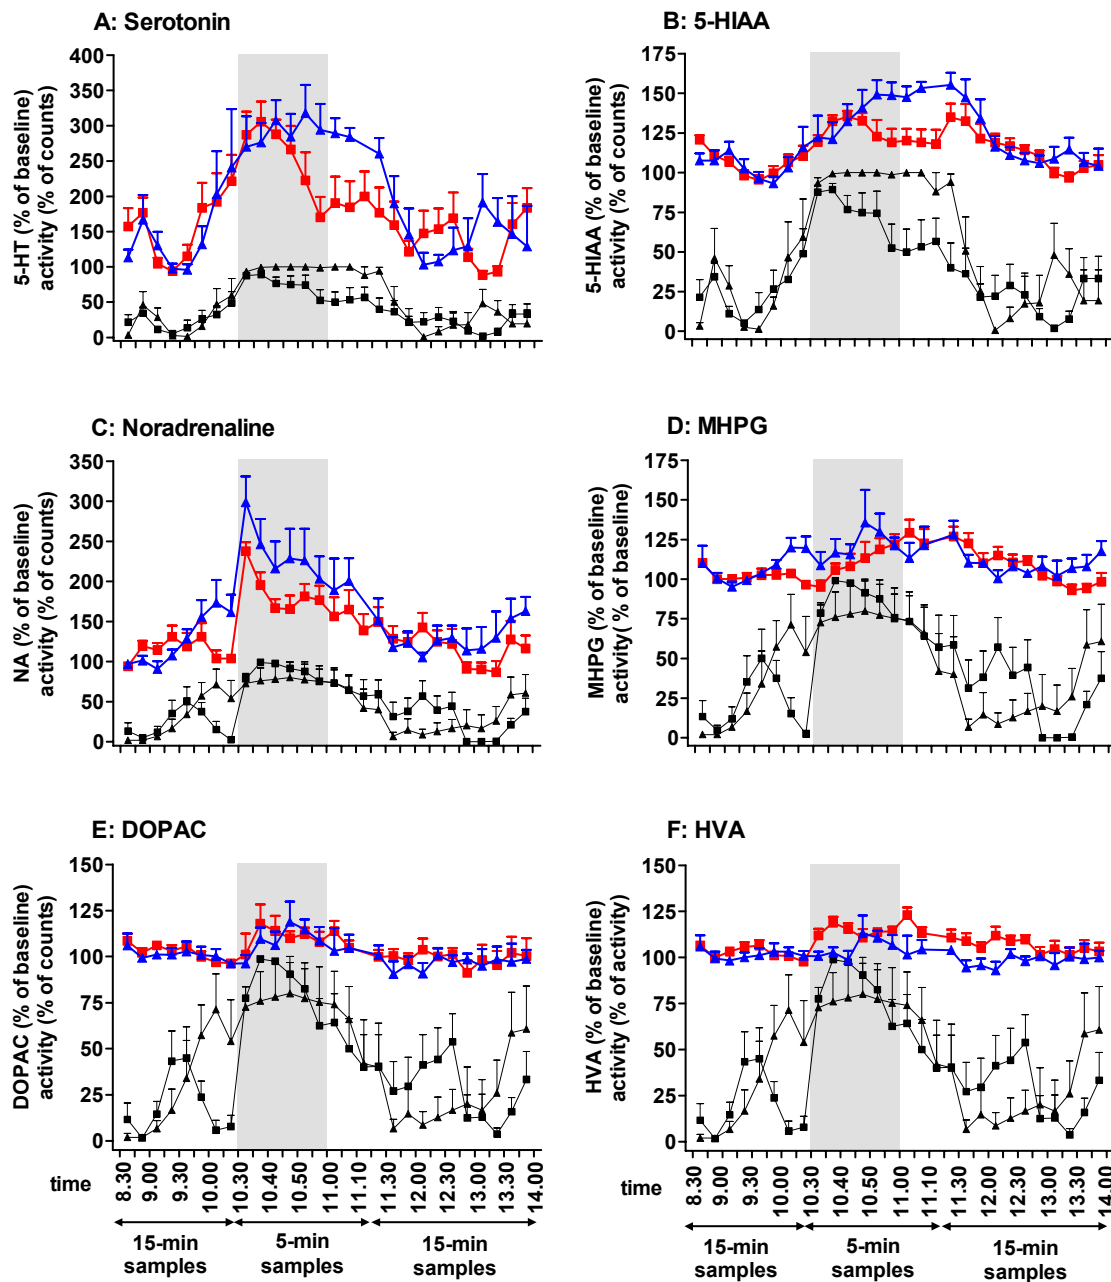 A: Serotonin
5-HT (% of baseline)
activity (% of counts)
400
350
300
250
200
150
100
50
0
B: 5-HIAA
5-HIAA (% of baseline)
activity (% of counts)
175
150
125
100
75
50
25
0
C: Noradrenaline
NA (% of baseline)
activity (% of counts)
350
300
250
200
150
100
50
0
D: MHPG
MHPG (% of baseline)
activity( % of baseline)
175
150
125
100
75
50
25
0
E: DOPAC
DOPAC (% of baseline)
activity (% of counts)
150
125
100
75
50
25
0
F: HVA
HVA (% of baseline)
activity (% of activity)
150
125
100
75
50
25
0
time
8.30
9.00
9.30
10.00
10.30
10.40
10.50
11.00
11.10
11.30
12.00
12.30
13.00
13.30
14.00
15-min
samples
5-min
samples
15-min
samples
time
8.30
9.00
9.30
10.00
10.30
10.40
10.50
11.00
11.10
11.30
12.00
12.30
13.00
13.30
14.00
15-min
samples
5-min
samples
15-min
samples